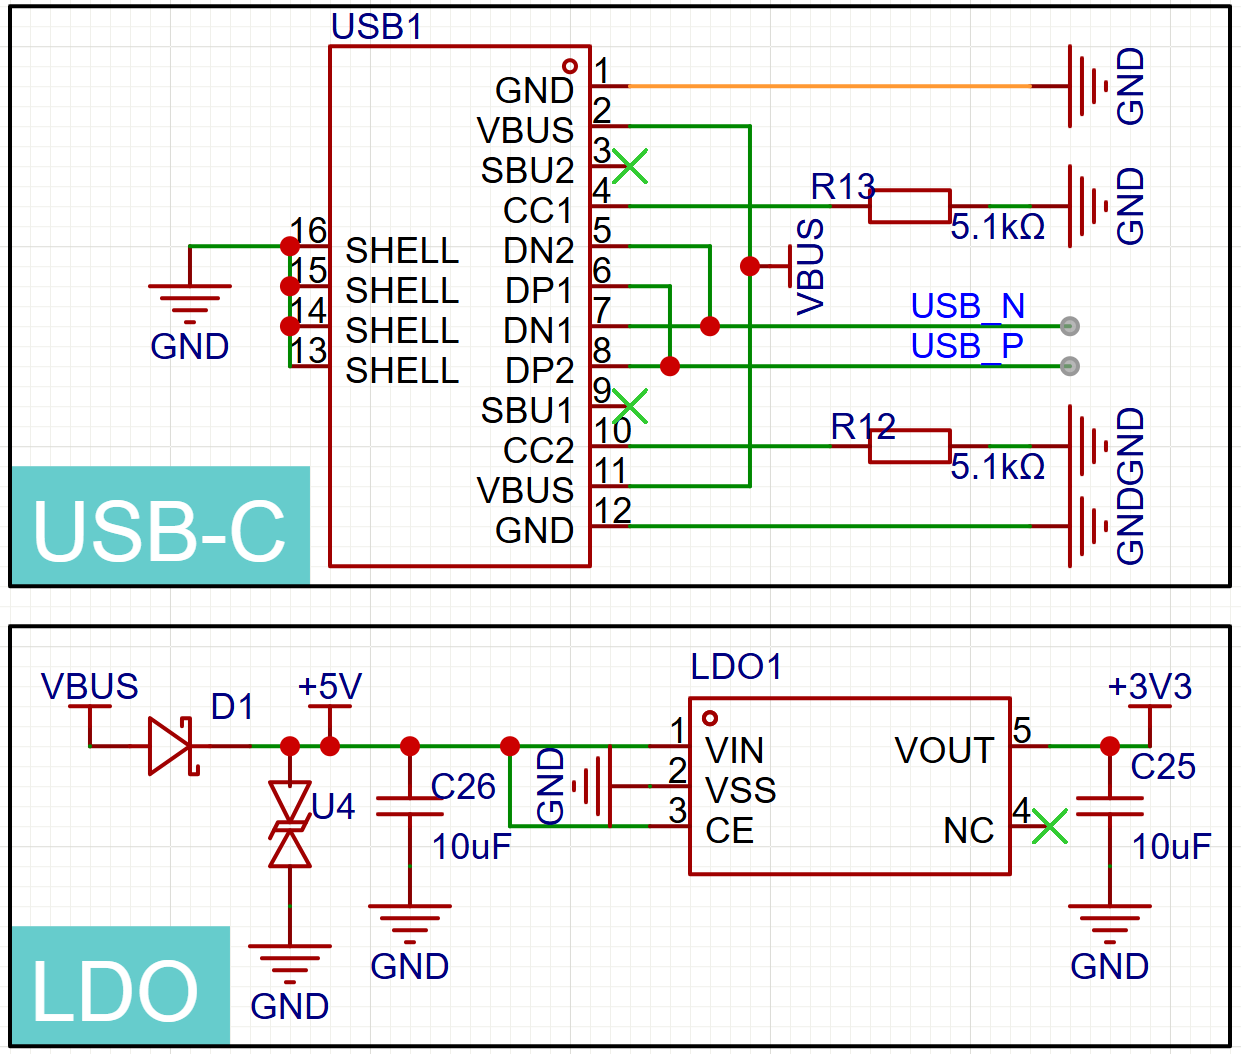 USB1
1
GND
GND
2
VBUS
3
SBU2
4
CC1
R13
5.1kΩ
GND
16
SHELL
5
DN2
VBUS
15
SHELL
6
DP1
14
SHELL
7
DN1
USB_N
GND
13
SHELL
8
DP2
USB_P
9
SBU1
10
CC2
R12
5.1kΩ
GND
11
VBUS
12
GND
GND
USB-C
LDO1
VBUS
D1
+5V
+3V3
1
VIN
VOUT
5
GND
2
VSS
C26
C25
U4
3
CE
NC
4
10uF
10uF
GND
GND
GND
LDO